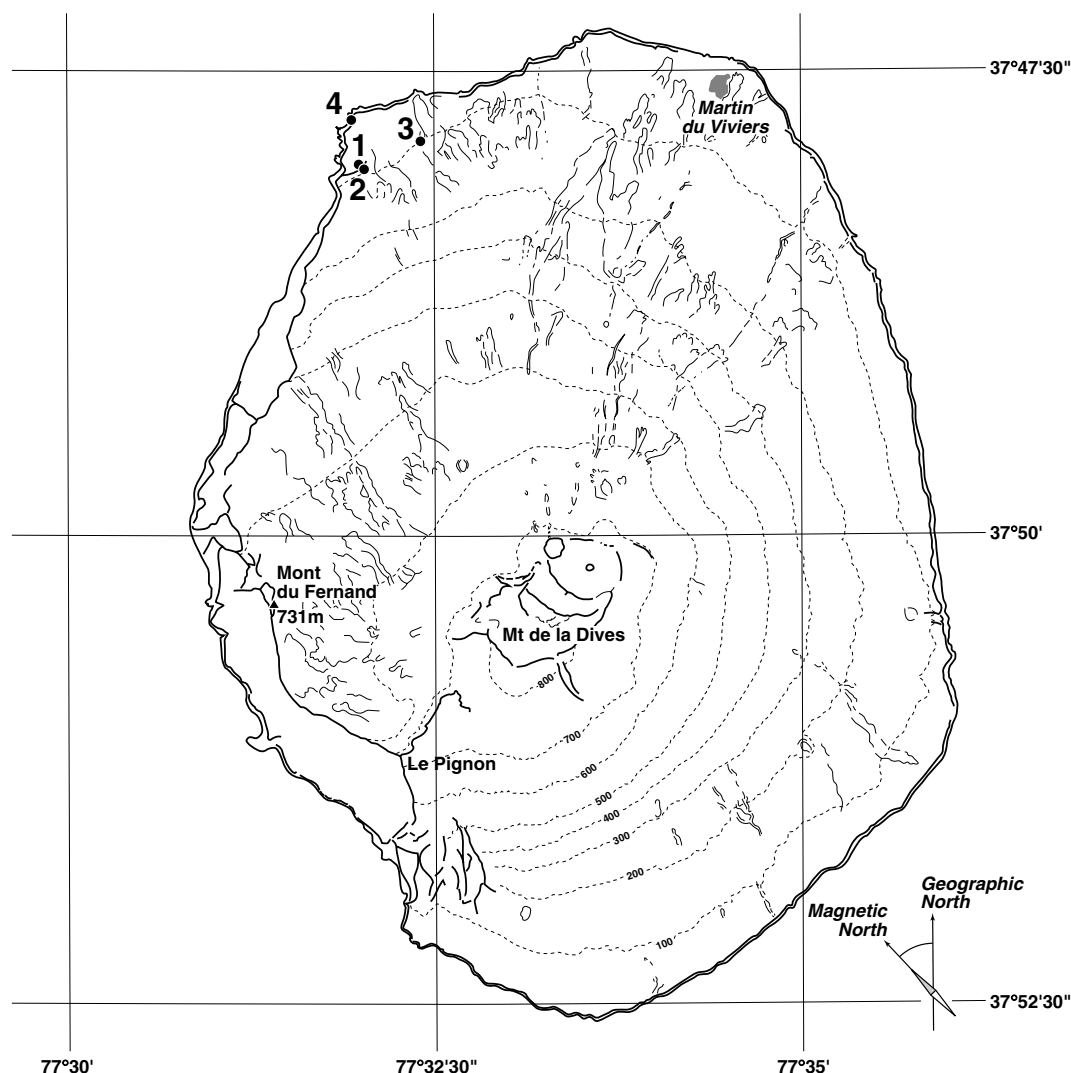 37°47'30"
Martin
du Viviers
4
3
1
2
37°50'
Mont
du Fernand
731m
Mt de la Dives
800
700
Le Pignon
600
500
400
300
200
100
Geographic
North
Magnetic
North
37°52'30"
77°30'
77°32'30"
77°35'